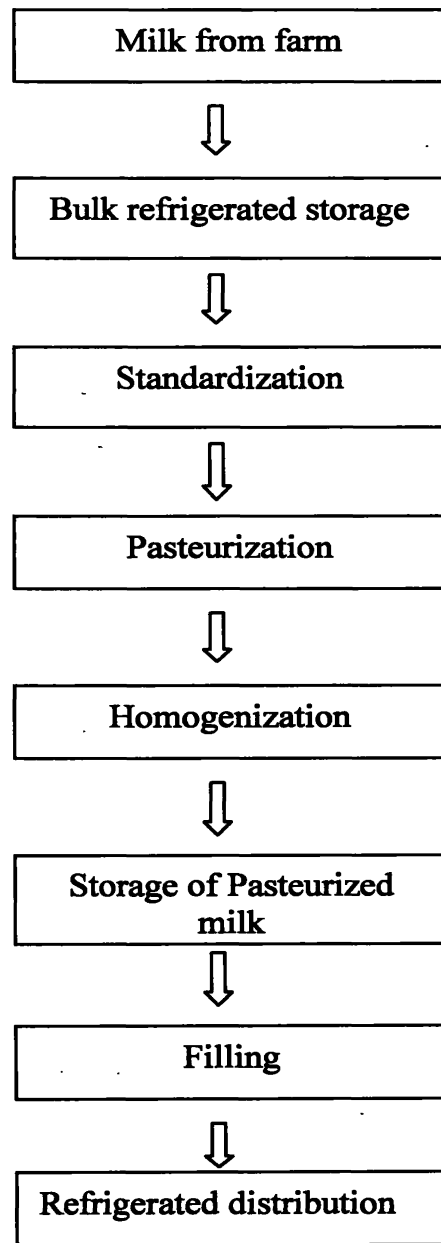 Milk from farm
Bulk refrigerated storage
Standardization
Pasteurization
Homogenization
Storage of Pasteurized
milk
Filling
Refrigerated distribution